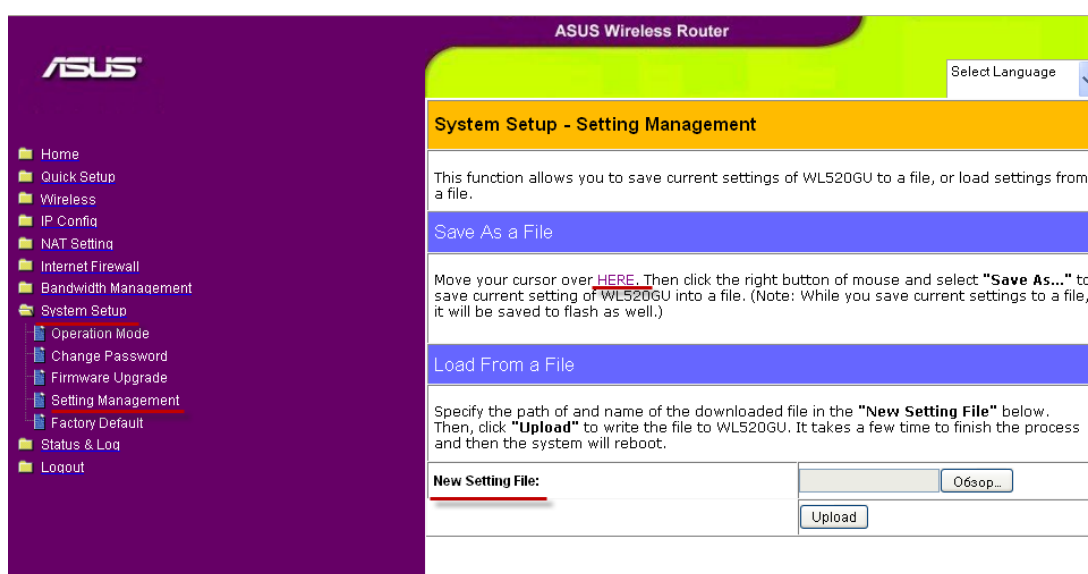 ASUS Wireless Router
ASUS
Select Language
System Setup - Setting Management
Home
Quick Setup
Wireless
IP Config
NAT Setting
Internet Firewall
Bandwidth Management
System Setup
Operation Mode
Change Password
Firmware Upgrade
Setting Management
Factory Default
Status & Log
Logout
This function allows you to save current settings of WL520GU to a file, or load settings from
a file.
Save As a File
Move your cursor over HERE. Then click the right button of mouse and select "Save As..." to
save current setting of WL520GU into a file. (Note: While you save current settings to a file,
it will be saved to flash as well.)
Load From a File
Specify the path of and name of the downloaded file in the "New Setting File" below.
Then, click "Upload" to write the file to WL520GU. It takes a few time to finish the process
and then the system will reboot.
New Setting File:
Обзор...
Upload